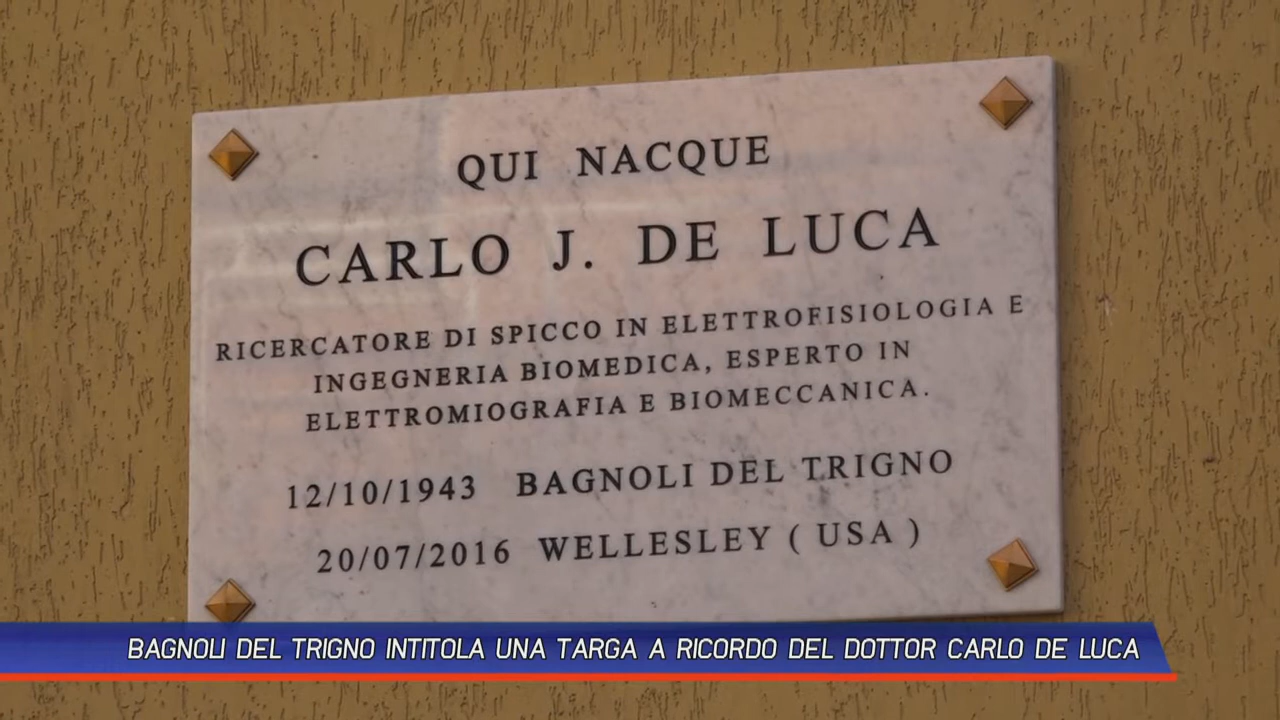 QUI NACQUE
CARLO J. DE LUCA
RICERCATORE DI SPICCO IN ELETTROFISIOLOGIA E
INGEGNERIA BIOMEDICA, ESPERTO IN
ELETTROMIOGRAFIA E BIOMECCANICA.
12/10/1943 BAGNOLI DEL TRIGNO
20/07/2016 WELLESLEY ( USA )
BAGNOLI DEL TRIGNO INTITOLA UNA TARGA A RICORDO DEL DOTTOR CARLO DE LUCA